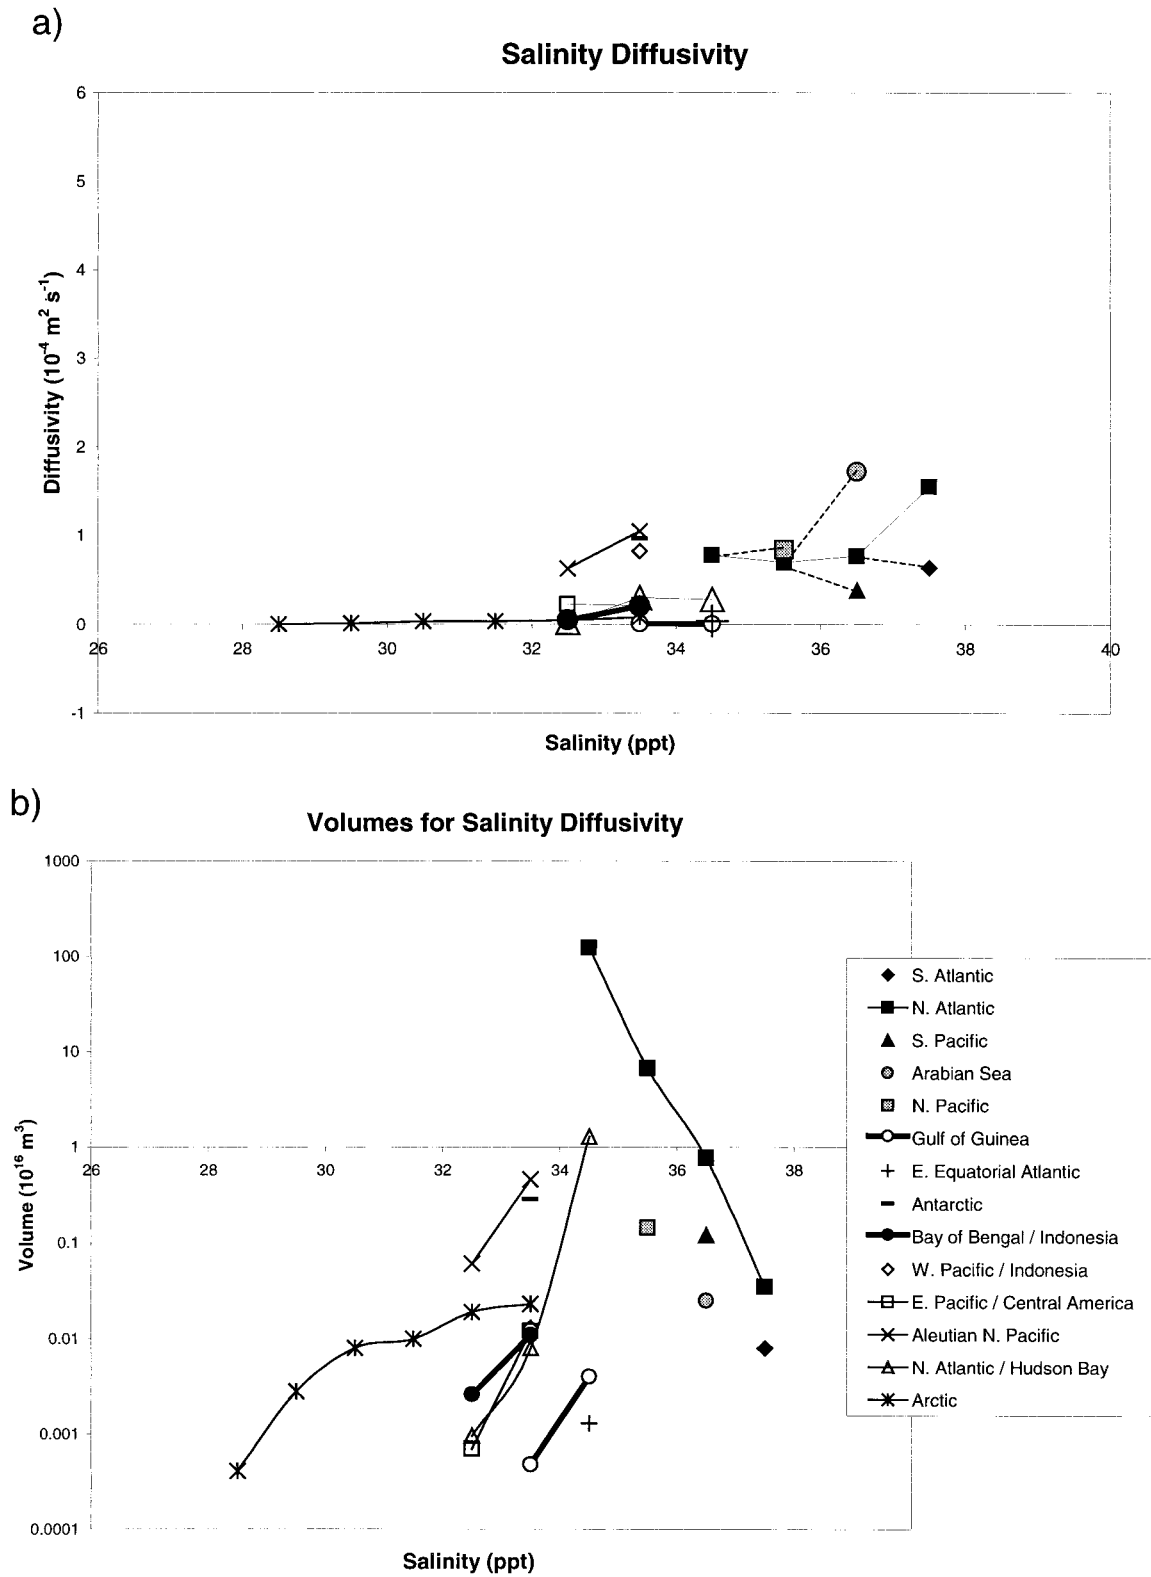 a)
Salinity Diffusivity
6
5
4
3
2
1
0
-1
26 28 30 32 34 36 38 40
Diffusivity (10⁻⁴ m² s⁻¹)
Salinity (ppt)
b)
Volumes for Salinity Diffusivity
1000
100
10
1
0.1
0.01
0.001
0.0001
26 28 30 32 34 36 38
Volume (10¹⁶ m³)
Salinity (ppt)
S. Atlantic
N. Atlantic
S. Pacific
Arabian Sea
N. Pacific
Gulf of Guinea
E. Equatorial Atlantic
Antarctic
Bay of Bengal / Indonesia
W. Pacific / Indonesia
E. Pacific / Central America
Aleutian N. Pacific
N. Atlantic / Hudson Bay
Arctic